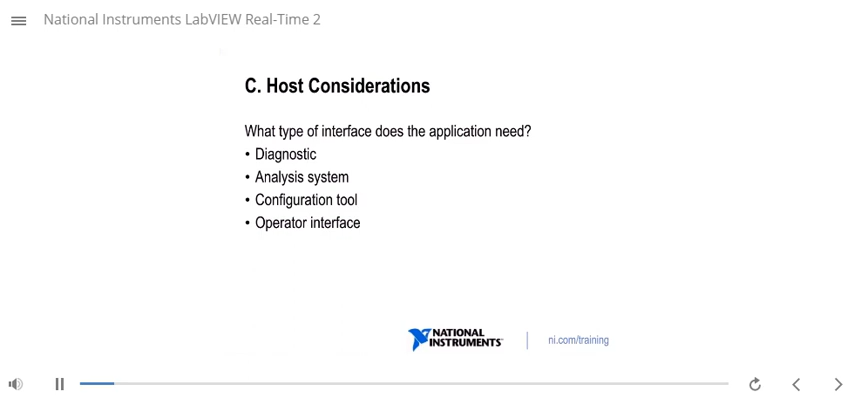 National Instruments LabVIEW Real-Time 2
C. Host Considerations
What type of interface does the application need?
• Diagnostic
• Analysis system
• Configuration tool
• Operator interface
NATIONAL
INSTRUMENTS
ni.com/training